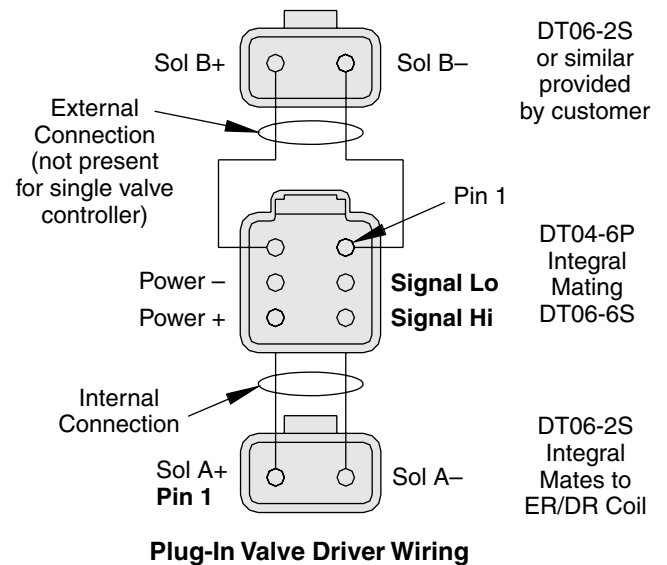 Sol B+
Sol B–
DT06-2S
or similar
provided
by customer
External
Connection
(not present
for single valve
controller)
Pin 1
Power –
Signal Lo
Power +
Signal Hi
DT04-6P
Integral
Mating
DT06-6S
Internal
Connection
Sol A+
Pin 1
Sol A–
DT06-2S
Integral
Mates to
ER/DR Coil
Plug-In Valve Driver Wiring